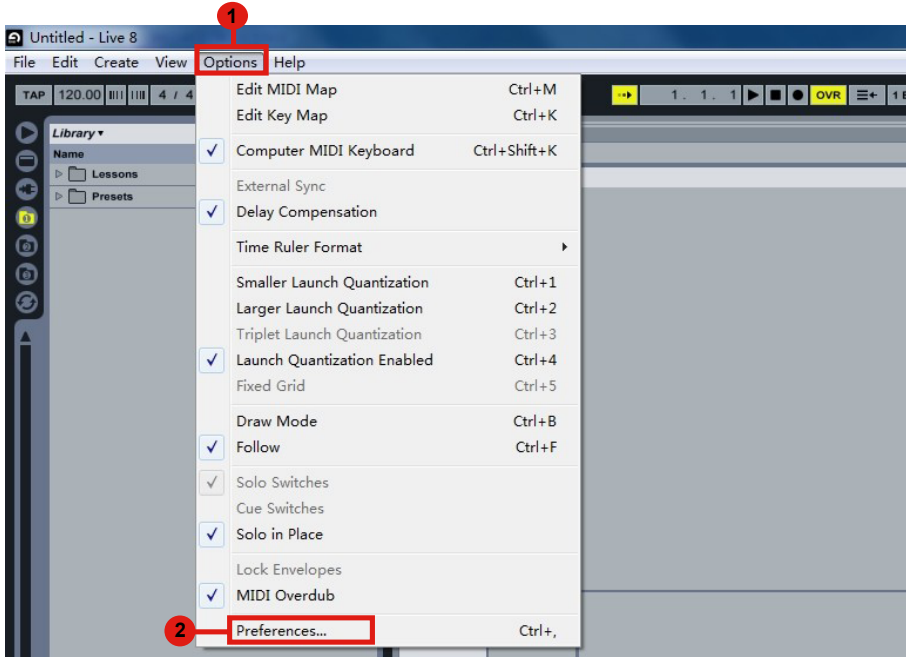 1
Untitled - Live 8
File Edit Create View Options Help
TAP 120.00 4 / 4 1. 1. 1 OVR
Library
Name
Lessons
Presets
Edit MIDI Map Ctrl+M
Edit Key Map Ctrl+K
Computer MIDI Keyboard Ctrl+Shift+K
External Sync
Delay Compensation
Time Ruler Format
Smaller Launch Quantization Ctrl+1
Larger Launch Quantization Ctrl+2
Triplet Launch Quantization Ctrl+3
Launch Quantization Enabled Ctrl+4
Fixed Grid Ctrl+5
Draw Mode Ctrl+B
Follow Ctrl+F
Solo Switches
Cue Switches
Solo in Place
Lock Envelopes
MIDI Overdub
2 Preferences... Ctrl+,